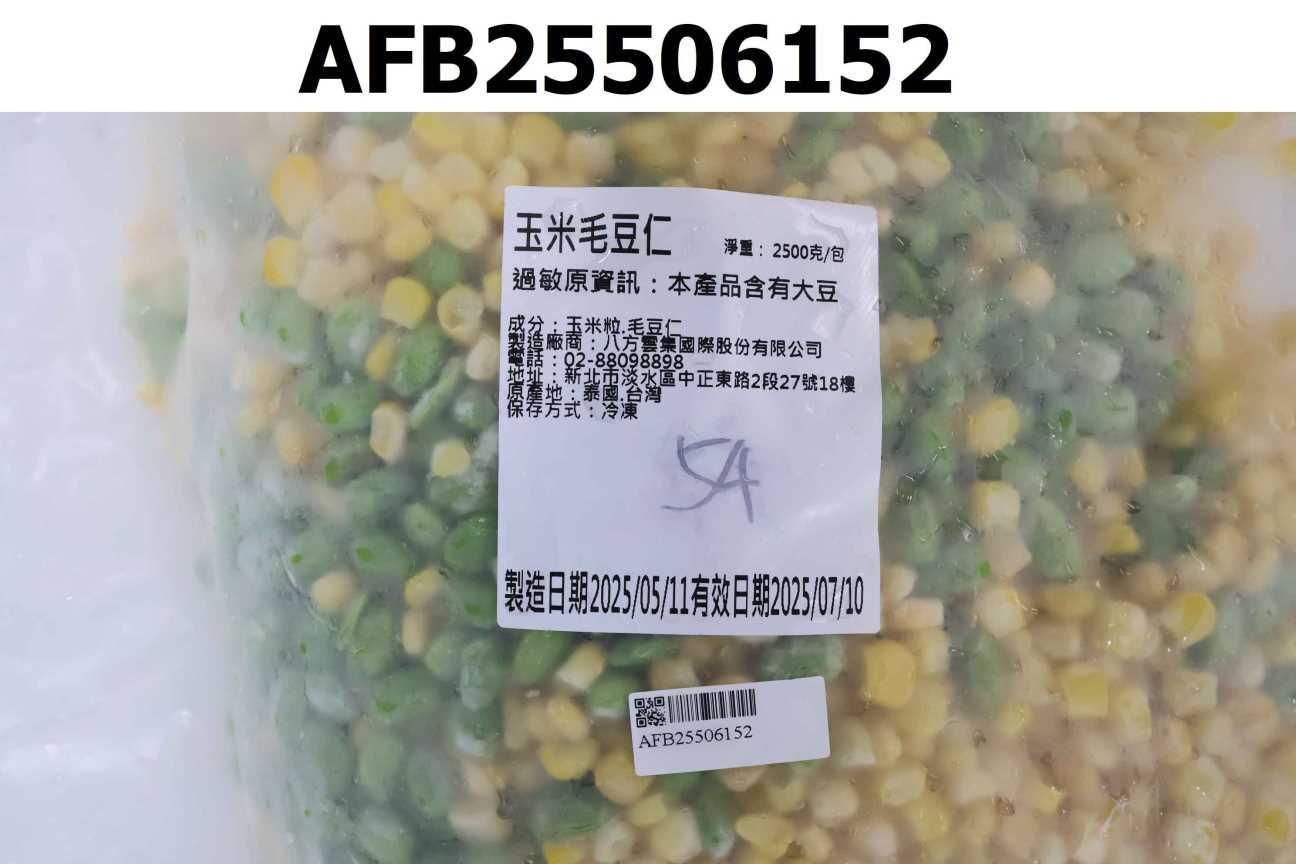 AFB25506152
玉米毛豆仁 淨重：2500克/包
過敏原資訊：本產品含有大豆
成分：玉米粒.毛豆仁
製造廠商：八方雲集國際股份有限公司
電話：02-88098898
地址：新北市淡水區中正東路2段27號18樓
原產地：泰國.台灣
保存方式：冷凍
54
製造日期2025/05/11有效日期2025/07/10
AFB25506152